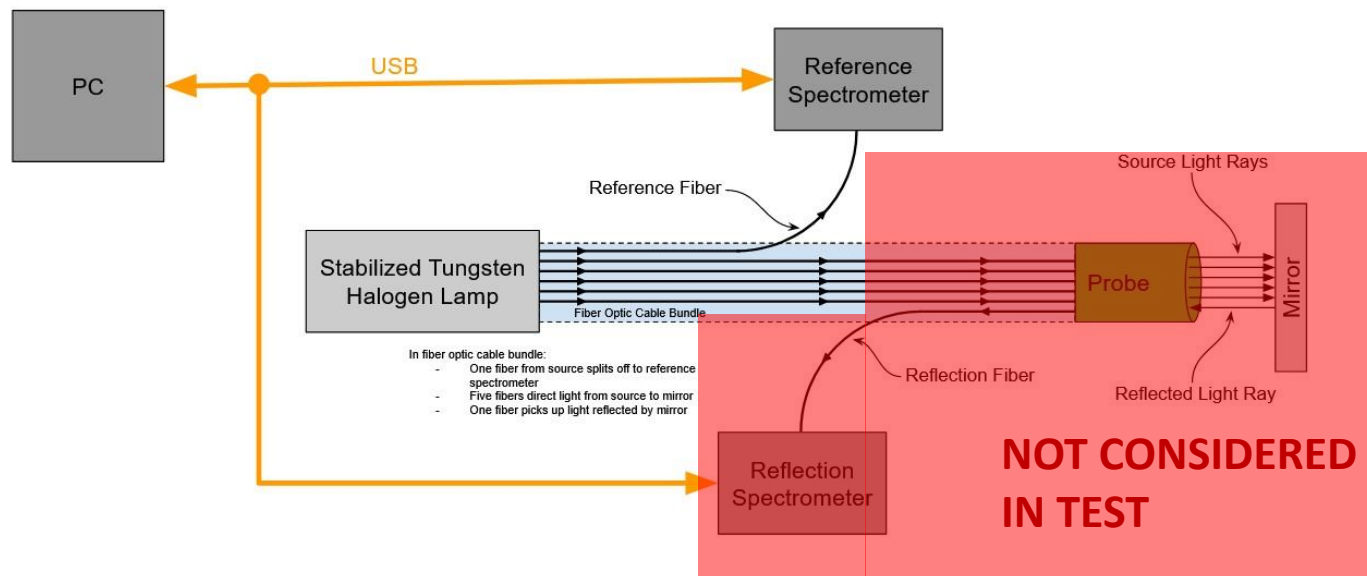 PC
USB
Reference
Spectrometer
Reference Fiber
Source Light Rays
Stabilized Tungsten
Halogen Lamp
Probe
Mirror
Fiber Optic Cable Bundle
In fiber optic cable bundle:
- One fiber from source splits off to reference
spectrometer
- Five fibers direct light from source to mirror
- One fiber picks up light reflected by mirror
Reflection Fiber
Reflected Light Ray
Reflection
Spectrometer
NOT CONSIDERED
IN TEST